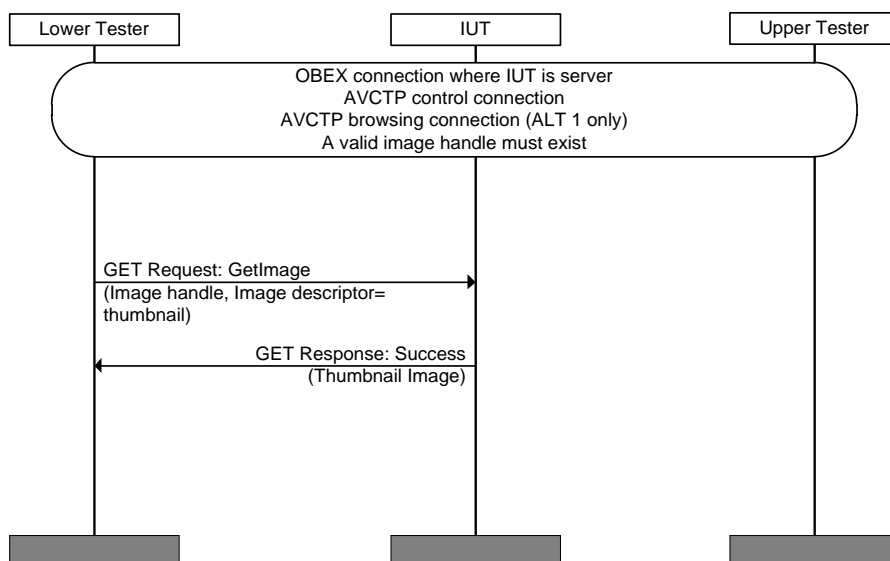 Lower Tester
IUT
Upper Tester
OBEX connection where IUT is server
AVCTP control connection
AVCTP browsing connection (ALT 1 only)
A valid image handle must exist
GET Request: GetImage
(Image handle, Image descriptor=
thumbnail)
GET Response: Success
(Thumbnail Image)